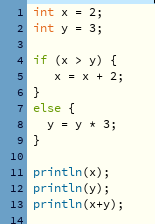 1 int x = 2;
2 int y = 3;
3
4 if (x > y) {
5    x = x + 2;
6 }
7 else {
8   y = y * 3;
9 }
10
11 println(x);
12 println(y);
13 println(x+y);
14